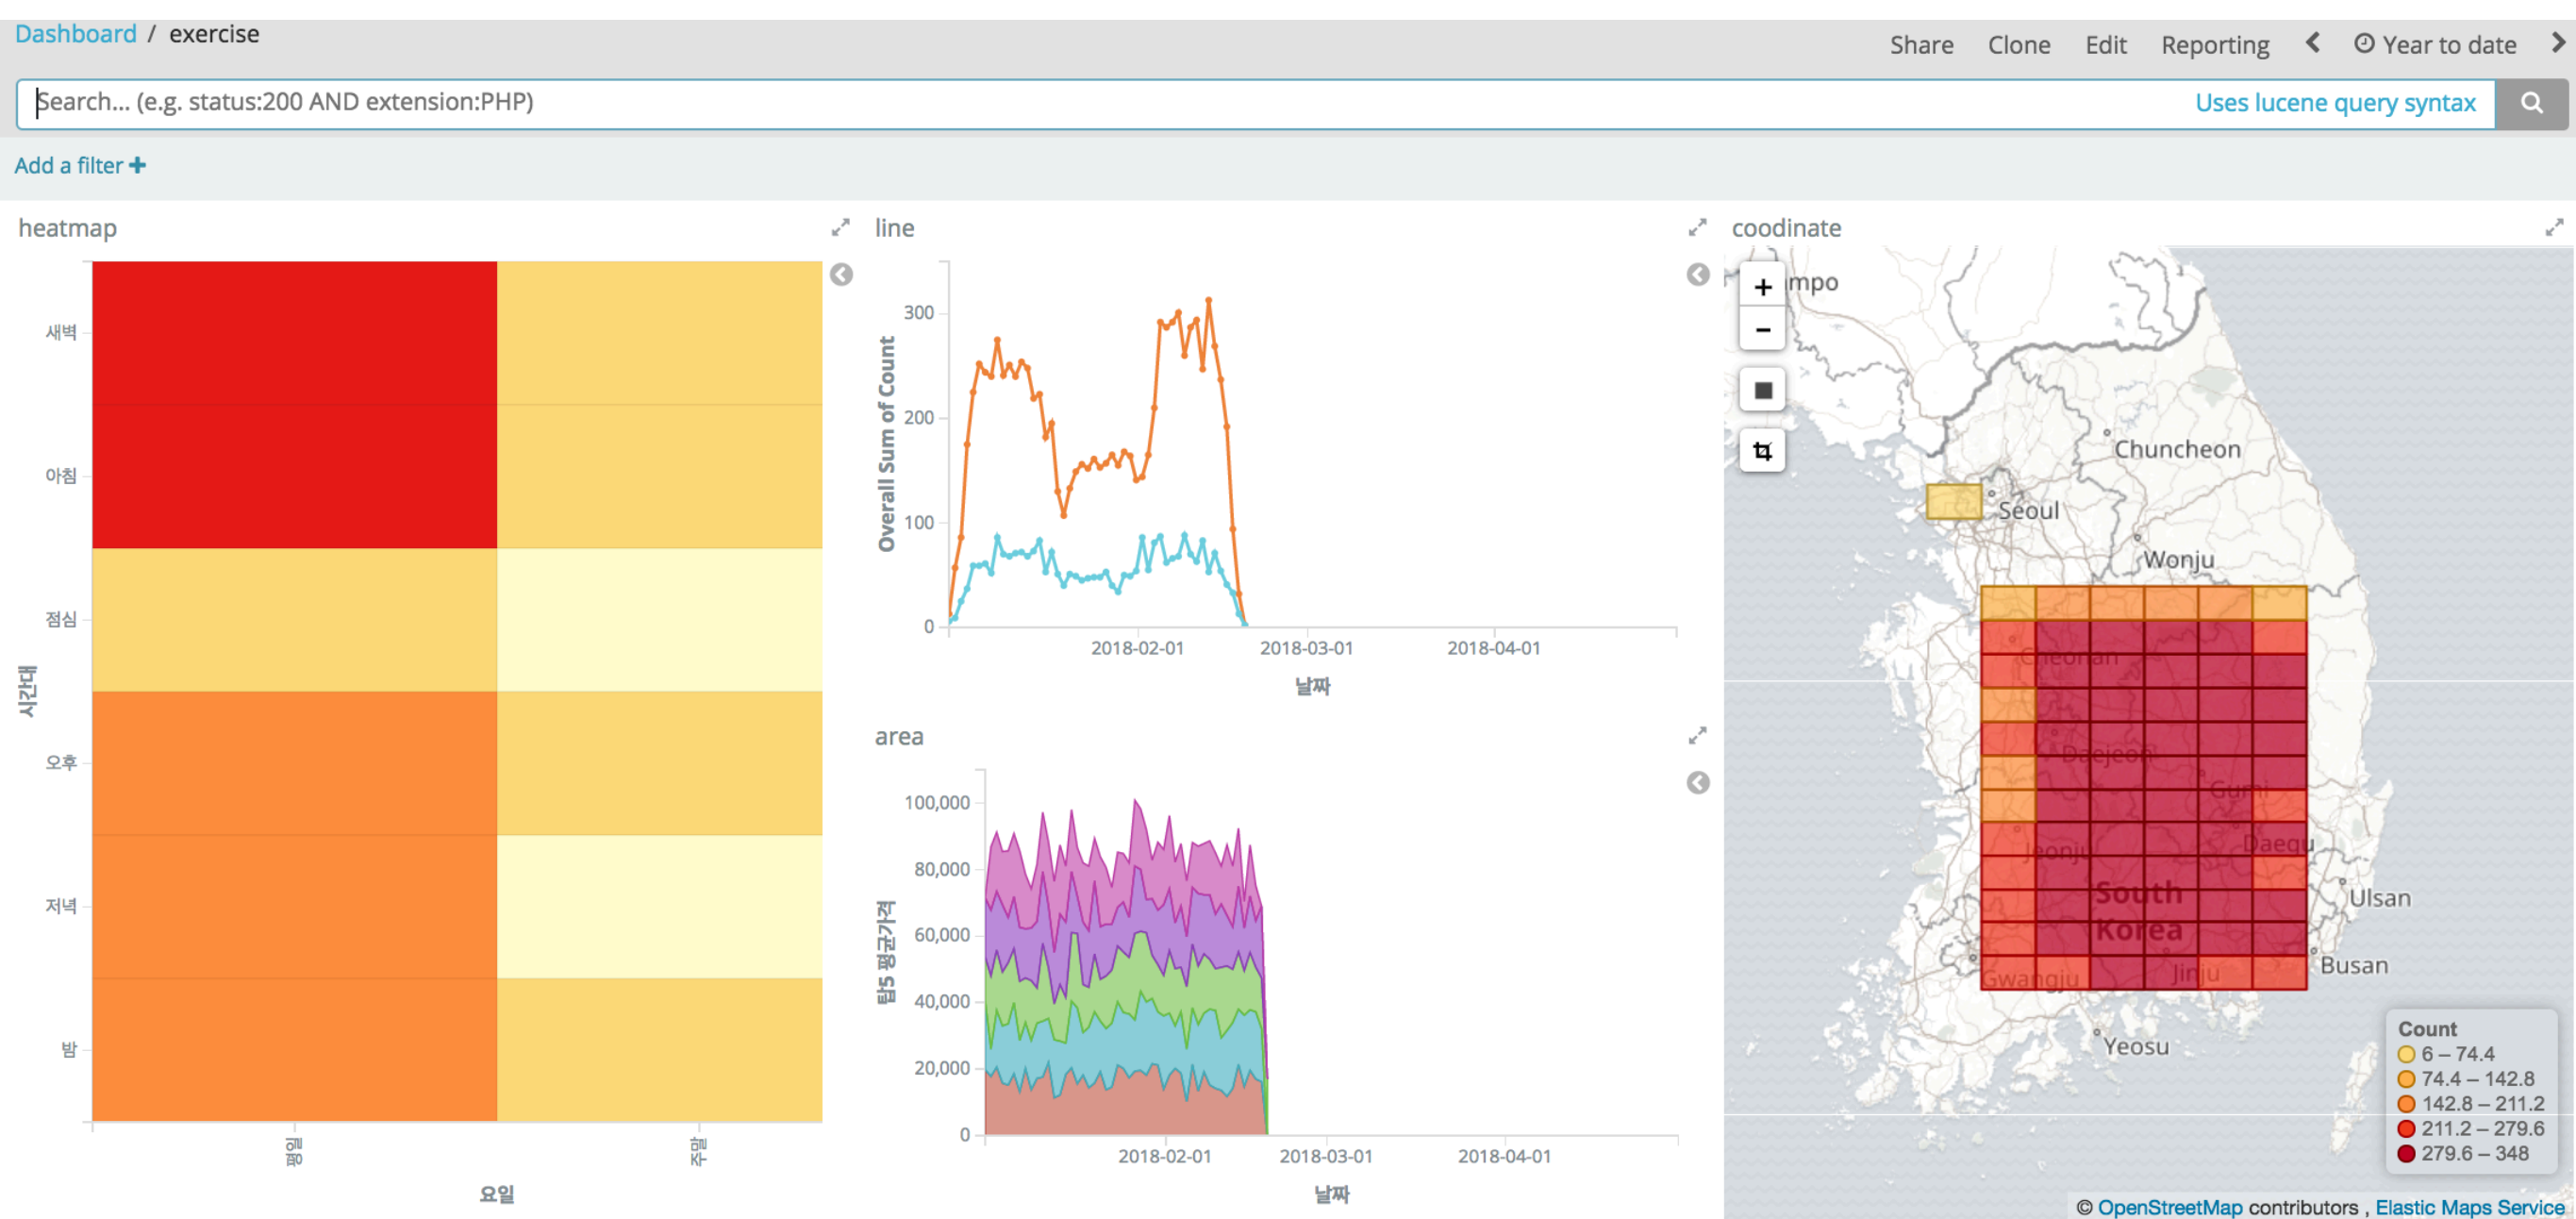 Dashboard / exercise
Share Clone Edit Reporting Year to date
Search... (e.g. status:200 AND extension:PHP)
Uses lucene query syntax
Add a filter
heatmap
시간대
새벽
아침
점심
오후
저녁
밤
평일
주말
요일
line
Overall Sum of Count
300
200
100
0
2018-02-01
2018-03-01
2018-04-01
날짜
area
탑5 평균가격
100,000
80,000
60,000
40,000
20,000
0
2018-02-01
2018-03-01
2018-04-01
날짜
coodinate
+
−
mpo
Chuncheon
Seoul
Wonju
Cheonan
Daejeon
Gumi
Daegu
Jeonju
South
Korea
Ulsan
Busan
Gwangju
Jinju
Yeosu
Count
6 – 74.4
74.4 – 142.8
142.8 – 211.2
211.2 – 279.6
279.6 – 348
© OpenStreetMap contributors , Elastic Maps Service